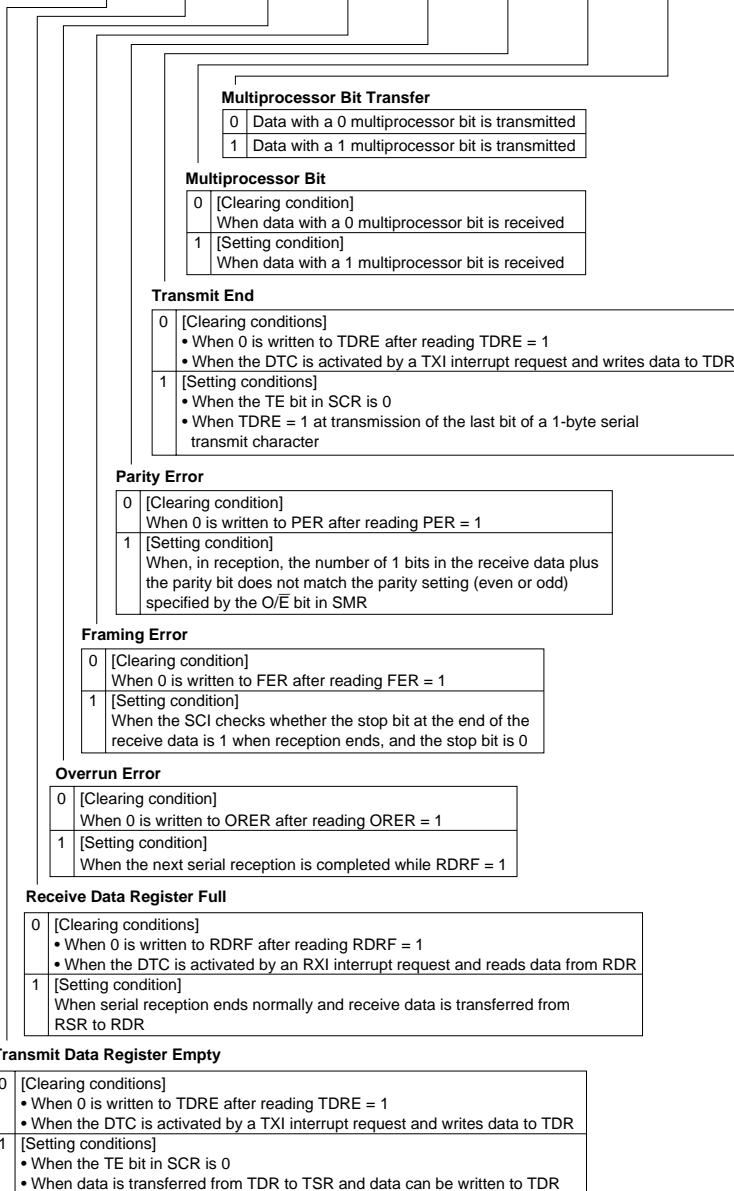 Multiprocessor Bit Transfer
0 Data with a 0 multiprocessor bit is transmitted
1 Data with a 1 multiprocessor bit is transmitted
Multiprocessor Bit
0 [Clearing condition]
When data with a 0 multiprocessor bit is received
1 [Setting condition]
When data with a 1 multiprocessor bit is received
Transmit End
0 [Clearing conditions]
• When 0 is written to TDRE after reading TDRE = 1
• When the DTC is activated by a TXI interrupt request and writes data to TDR
1 [Setting conditions]
• When the TE bit in SCR is 0
• When TDRE = 1 at transmission of the last bit of a 1-byte serial
transmit character
Parity Error
0 [Clearing condition]
When 0 is written to PER after reading PER = 1
1 [Setting condition]
When, in reception, the number of 1 bits in the receive data plus
the parity bit does not match the parity setting (even or odd)
specified by the O/E̅ bit in SMR
Framing Error
0 [Clearing condition]
When 0 is written to FER after reading FER = 1
1 [Setting condition]
When the SCI checks whether the stop bit at the end of the
receive data is 1 when reception ends, and the stop bit is 0
Overrun Error
0 [Clearing condition]
When 0 is written to ORER after reading ORER = 1
1 [Setting condition]
When the next serial reception is completed while RDRF = 1
Receive Data Register Full
0 [Clearing conditions]
• When 0 is written to RDRF after reading RDRF = 1
• When the DTC is activated by an RXI interrupt request and reads data from RDR
1 [Setting condition]
When serial reception ends normally and receive data is transferred from
RSR to RDR
Transmit Data Register Empty
0 [Clearing conditions]
• When 0 is written to TDRE after reading TDRE = 1
• When the DTC is activated by a TXI interrupt request and writes data to TDR
1 [Setting conditions]
• When the TE bit in SCR is 0
• When data is transferred from TDR to TSR and data can be written to TDR